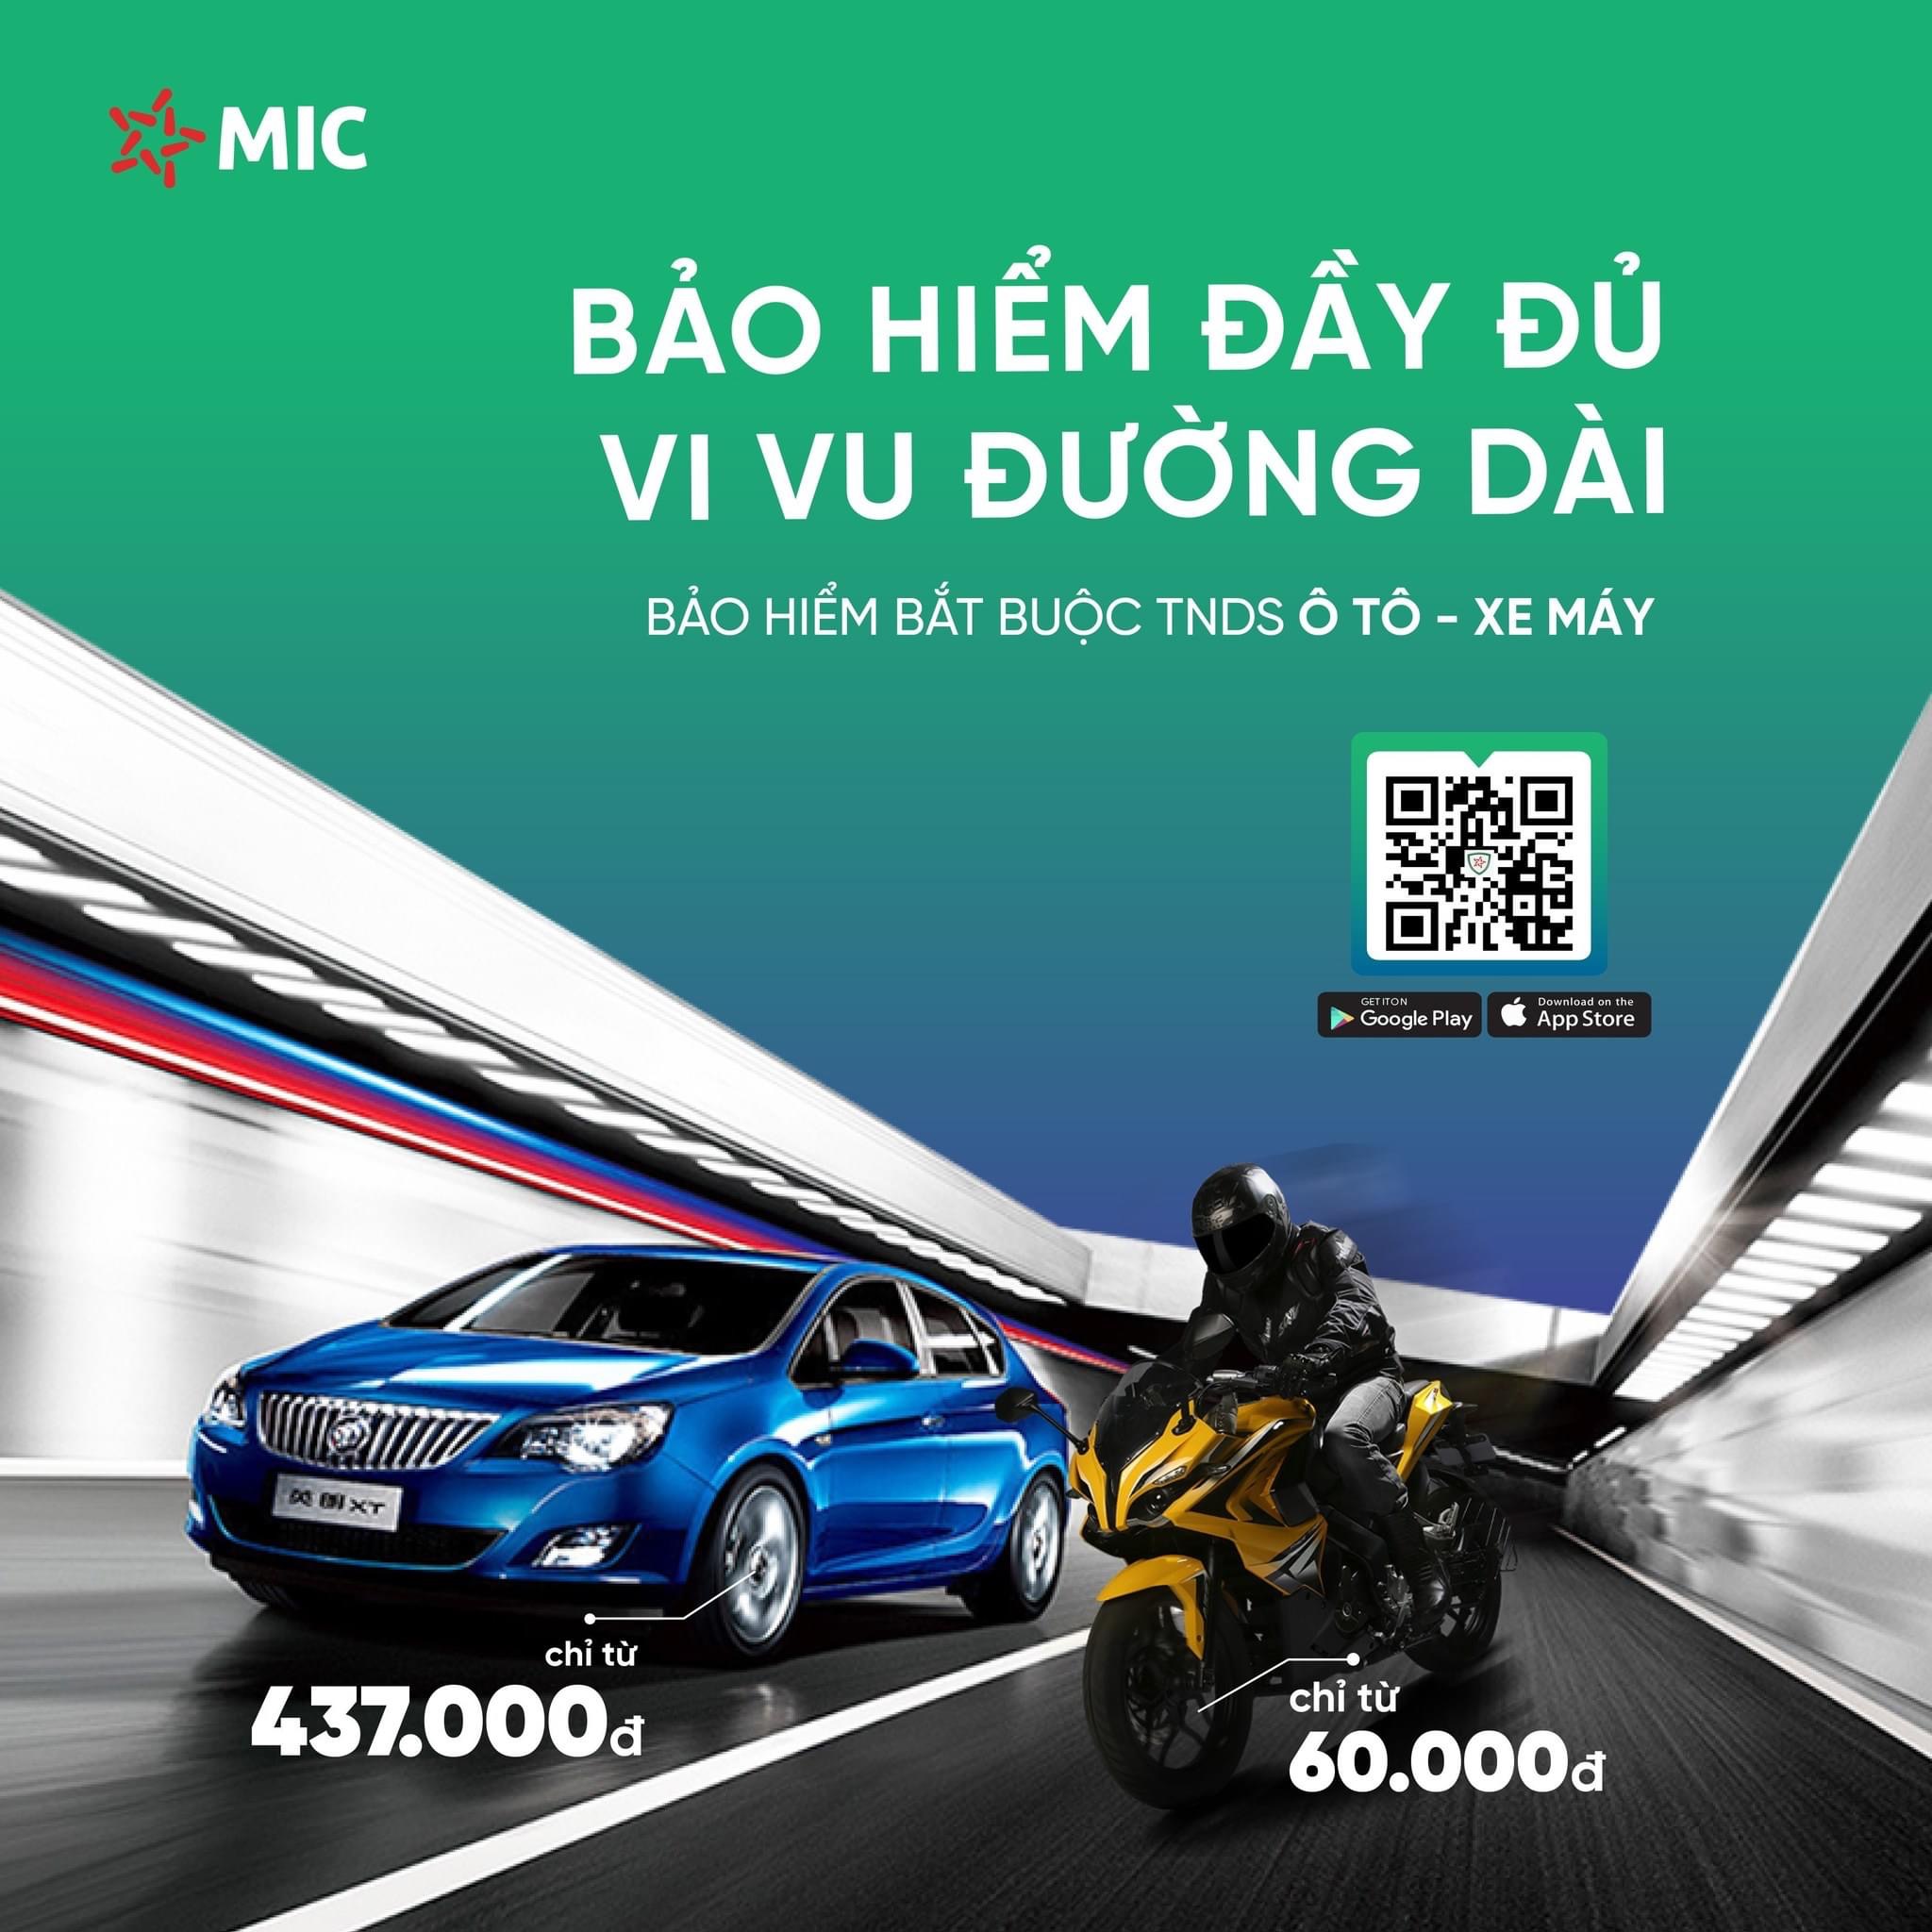 MIC
BẢO HIỂM ĐẦY ĐỦ
VI VU ĐƯỜNG DÀI
BẢO HIỂM BẮT BUỘC TNDS Ô TÔ - XE MÁY
GET IT ON
Google Play
Download on the
App Store
XT
chỉ từ
437.000đ
chỉ từ
60.000đ